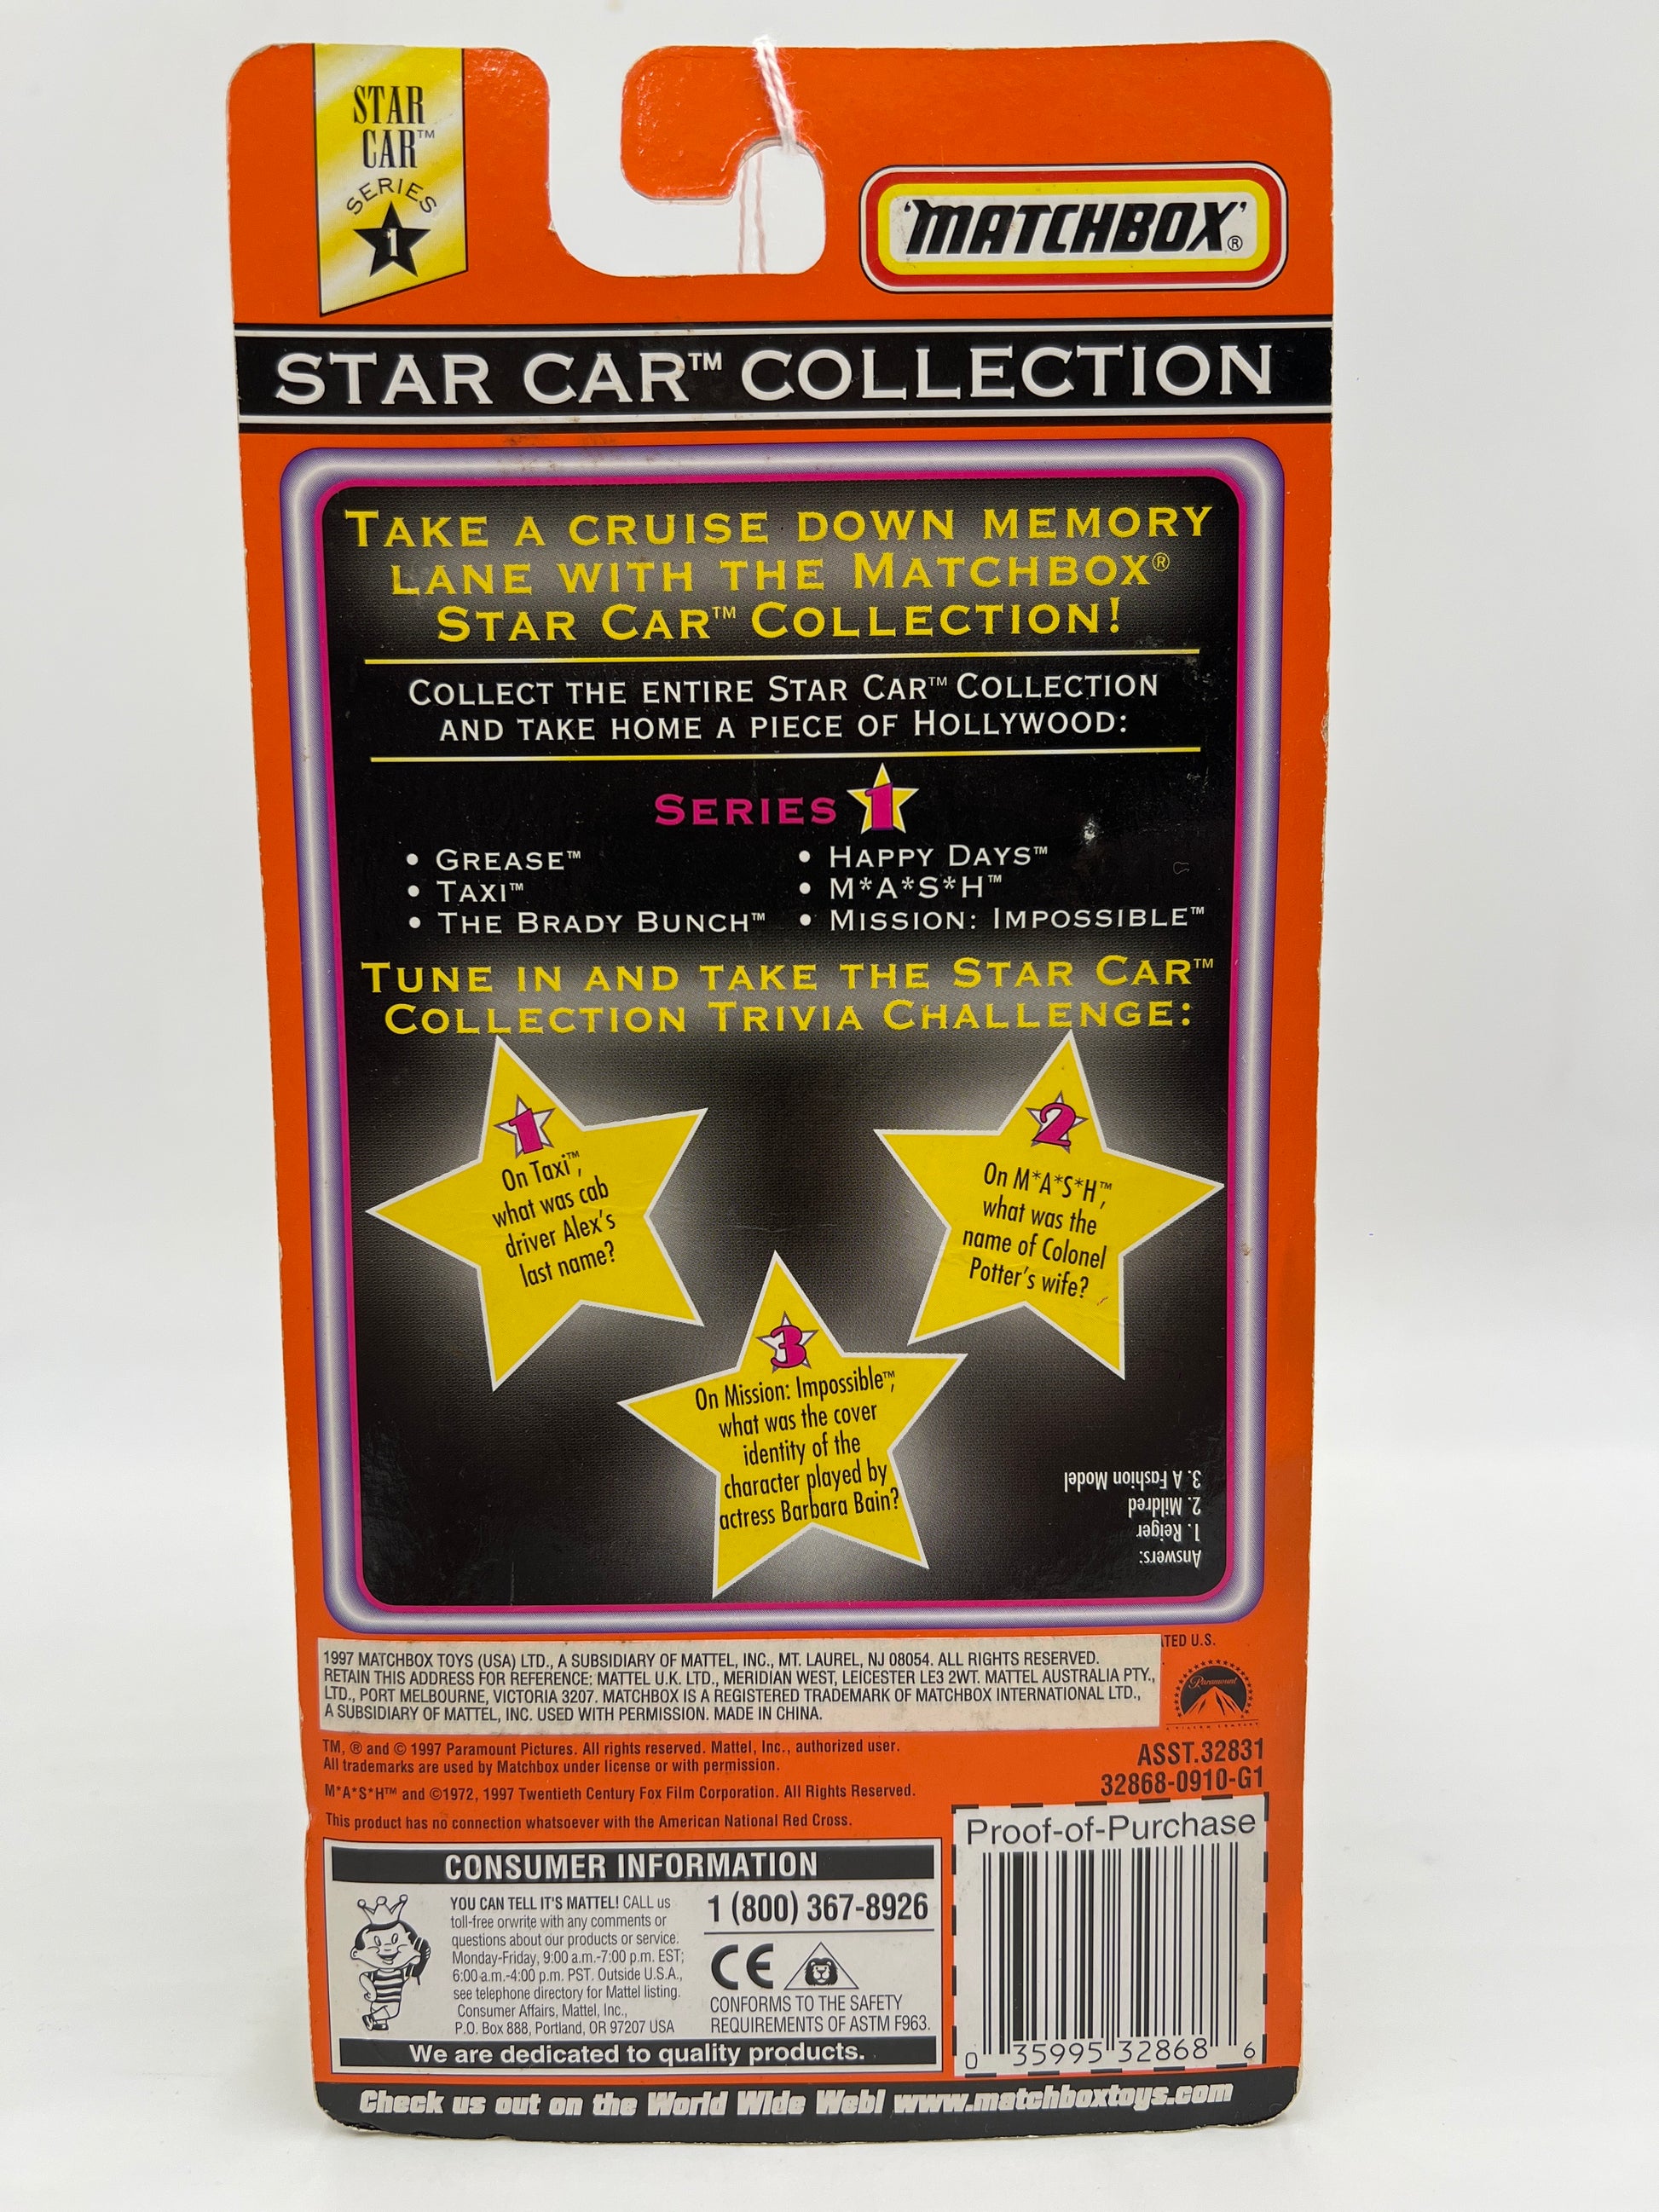 STAR
CAR™
SERIES
1
'MATCHBOX'®
STAR CAR™ COLLECTION
TAKE A CRUISE DOWN MEMORY
LANE WITH THE MATCHBOX®
STAR CAR™ COLLECTION!
COLLECT THE ENTIRE STAR CAR™ COLLECTION
AND TAKE HOME A PIECE OF HOLLYWOOD:
SERIES 1
• GREASE™
• TAXI™
• THE BRADY BUNCH™
• HAPPY DAYS™
• M*A*S*H™
• MISSION: IMPOSSIBLE™
TUNE IN AND TAKE THE STAR CAR™
COLLECTION TRIVIA CHALLENGE:
1
On Taxi™,
what was cab
driver Alex's
last name?
2
On M*A*S*H™,
what was the
name of Colonel
Potter's wife?
3
On Mission: Impossible™,
what was the cover
identity of the
character played by
actress Barbara Bain?
Answers:
1. Reiger
2. Mildred
3. A Fashion Model
TED U.S.
1997 MATCHBOX TOYS (USA) LTD., A SUBSIDIARY OF MATTEL, INC., MT. LAUREL, NJ 08054. ALL RIGHTS RESERVED.
RETAIN THIS ADDRESS FOR REFERENCE: MATTEL U.K. LTD., MERIDIAN WEST, LEICESTER LE3 2WT. MATTEL AUSTRALIA PTY.,
LTD., PORT MELBOURNE, VICTORIA 3207. MATCHBOX IS A REGISTERED TRADEMARK OF MATCHBOX INTERNATIONAL LTD.,
A SUBSIDIARY OF MATTEL, INC. USED WITH PERMISSION. MADE IN CHINA.
Paramount
A VIACOM COMPANY
TM, ® and © 1997 Paramount Pictures. All rights reserved. Mattel, Inc., authorized user.
All trademarks are used by Matchbox under license or with permission.
M*A*S*H™ and ©1972, 1997 Twentieth Century Fox Film Corporation. All Rights Reserved.
This product has no connection whatsoever with the American National Red Cross.
ASST.32831
32868-0910-G1
CONSUMER INFORMATION
YOU CAN TELL IT'S MATTEL! CALL us
toll-free orwrite with any comments or
questions about our products or service.
Monday-Friday, 9:00 a.m.-7:00 p.m. EST;
6:00 a.m.-4:00 p.m. PST. Outside U.S.A.,
see telephone directory for Mattel listing.
Consumer Affairs, Mattel, Inc.,
P.O. Box 888, Portland, OR 97207 USA
1 (800) 367-8926
CE
CONFORMS TO THE SAFETY
REQUIREMENTS OF ASTM F963.
We are dedicated to quality products.
Proof-of-Purchase
0 35995 32868 6
Check us out on the World Wide Web! www.matchboxtoys.com